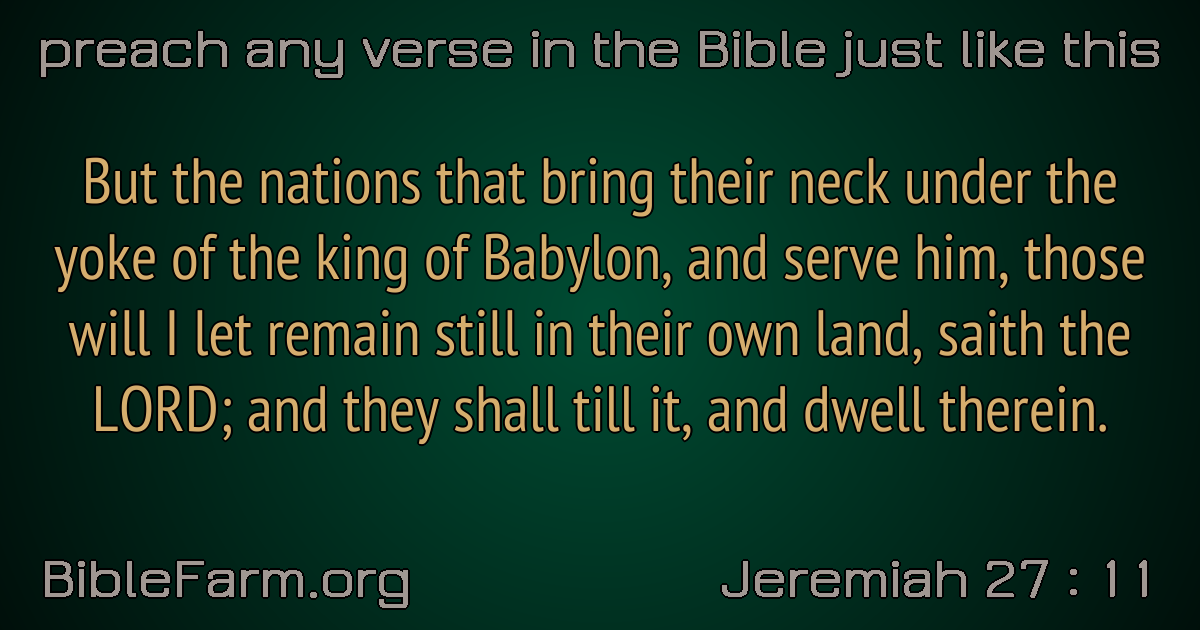 preach any verse in the Bible just like this
But the nations that bring their neck under the
yoke of the king of Babylon, and serve him, those
will I let remain still in their own land, saith the
LORD; and they shall till it, and dwell therein.
BibleFarm.org
Jeremiah 27 : 11